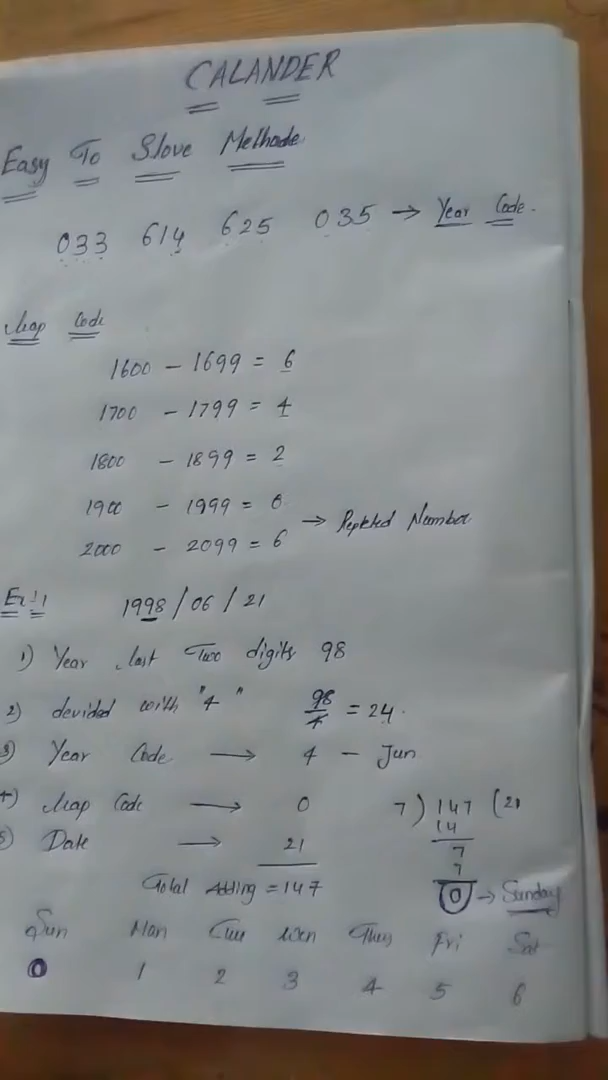 CALANDER
Easy To Slove Methode
033 614 625 035 → Year Code.
Leap Code
1600 - 1699 = 6
1700 - 1799 = 4
1800 - 1899 = 2
1900 - 1999 = 0
2000 - 2099 = 6 → Repeted Number
Ex:1 1998/06/21
1) Year last Two digits 98
2) devided with "4" 98/4 = 24.
3) Year Code → 4 - Jun
4) Leap Code → 0 7) 147 (21
14
5) Date → 21 7
7
Total Adding = 147 0 → Sunday
Sun Mon Tue Wen Thus Fri Sat
0 1 2 3 4 5 6